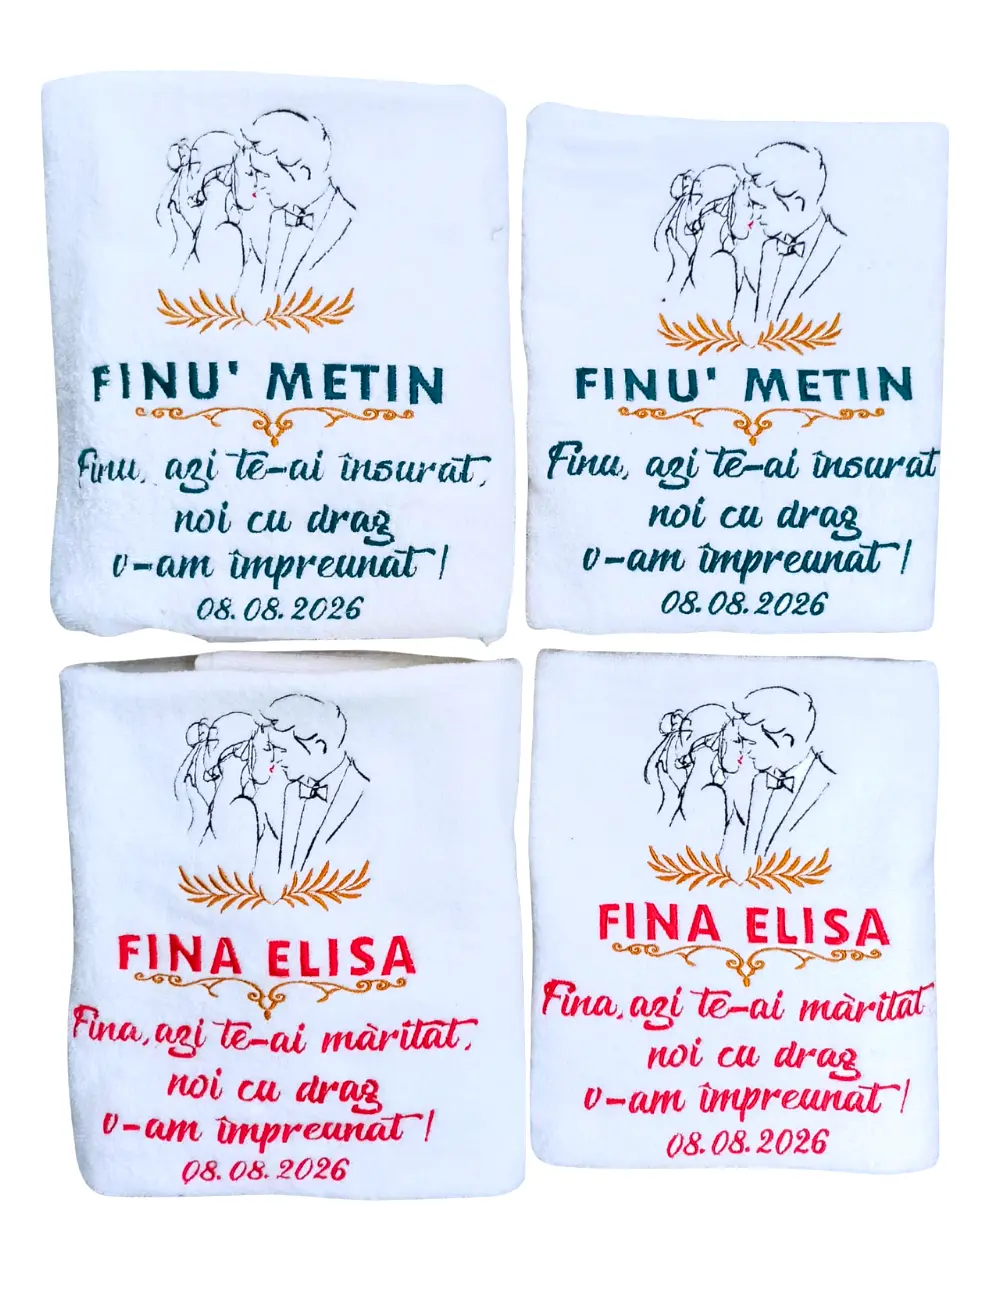 FINU' METIN
Finu, azi te-ai însurat,
noi cu drag
v-am împreunat!
08.08.2026
FINU' METIN
Finu, azi te-ai însurat
noi cu drag
v-am împreunat!
08.08.2026
FINA ELISA
Fina, azi te-ai màritat,
noi cu drag
v-am împreunat!
08.08.2026
FINA ELISA
Fina, azi te-ai màritat
noi cu drag
v-am împreunat!
08.08.2026